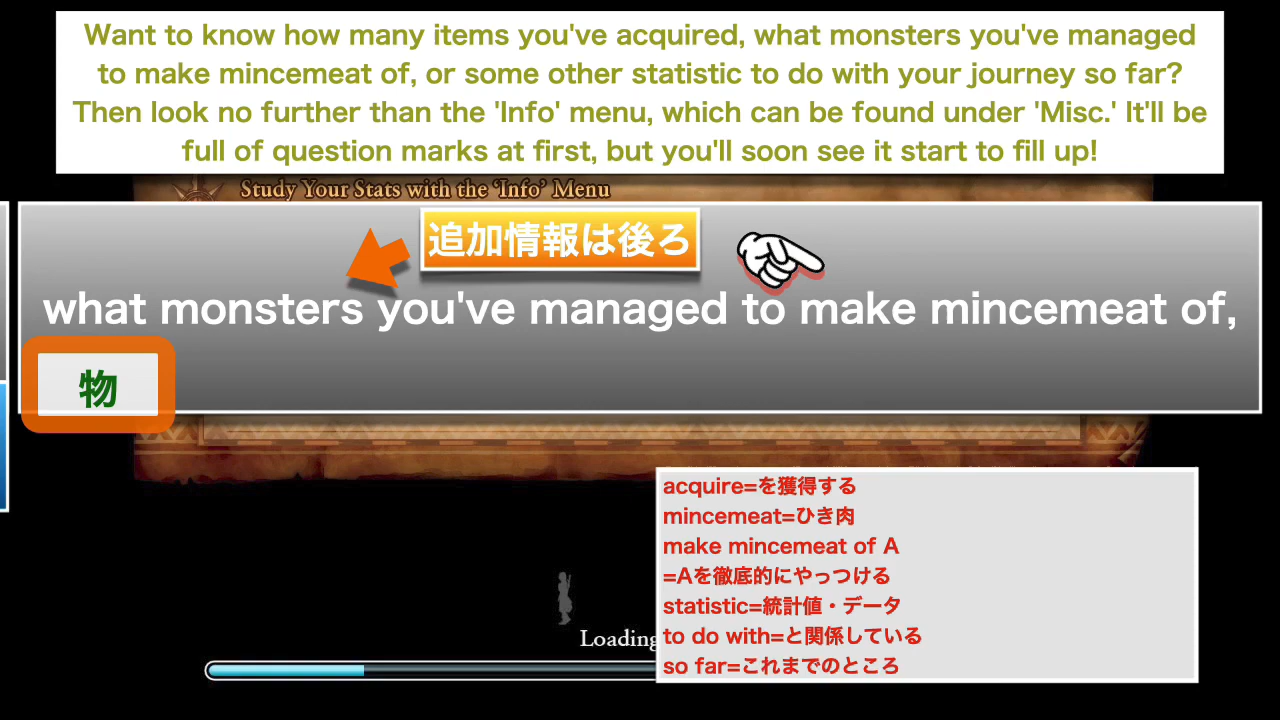 Want to know how many items you've acquired, what monsters you've managed
to make mincemeat of, or some other statistic to do with your journey so far?
Then look no further than the 'Info' menu, which can be found under 'Misc.' It'll be
full of question marks at first, but you'll soon see it start to fill up!
Study Your Stats with the 'Info' Menu
追加情報は後ろ
what monsters you've managed to make mincemeat of,
物
acquire=を獲得する
mincemeat=ひき肉
make mincemeat of A
=Aを徹底的にやっつける
statistic=統計値・データ
to do with=と関係している
so far=これまでのところ
Loading